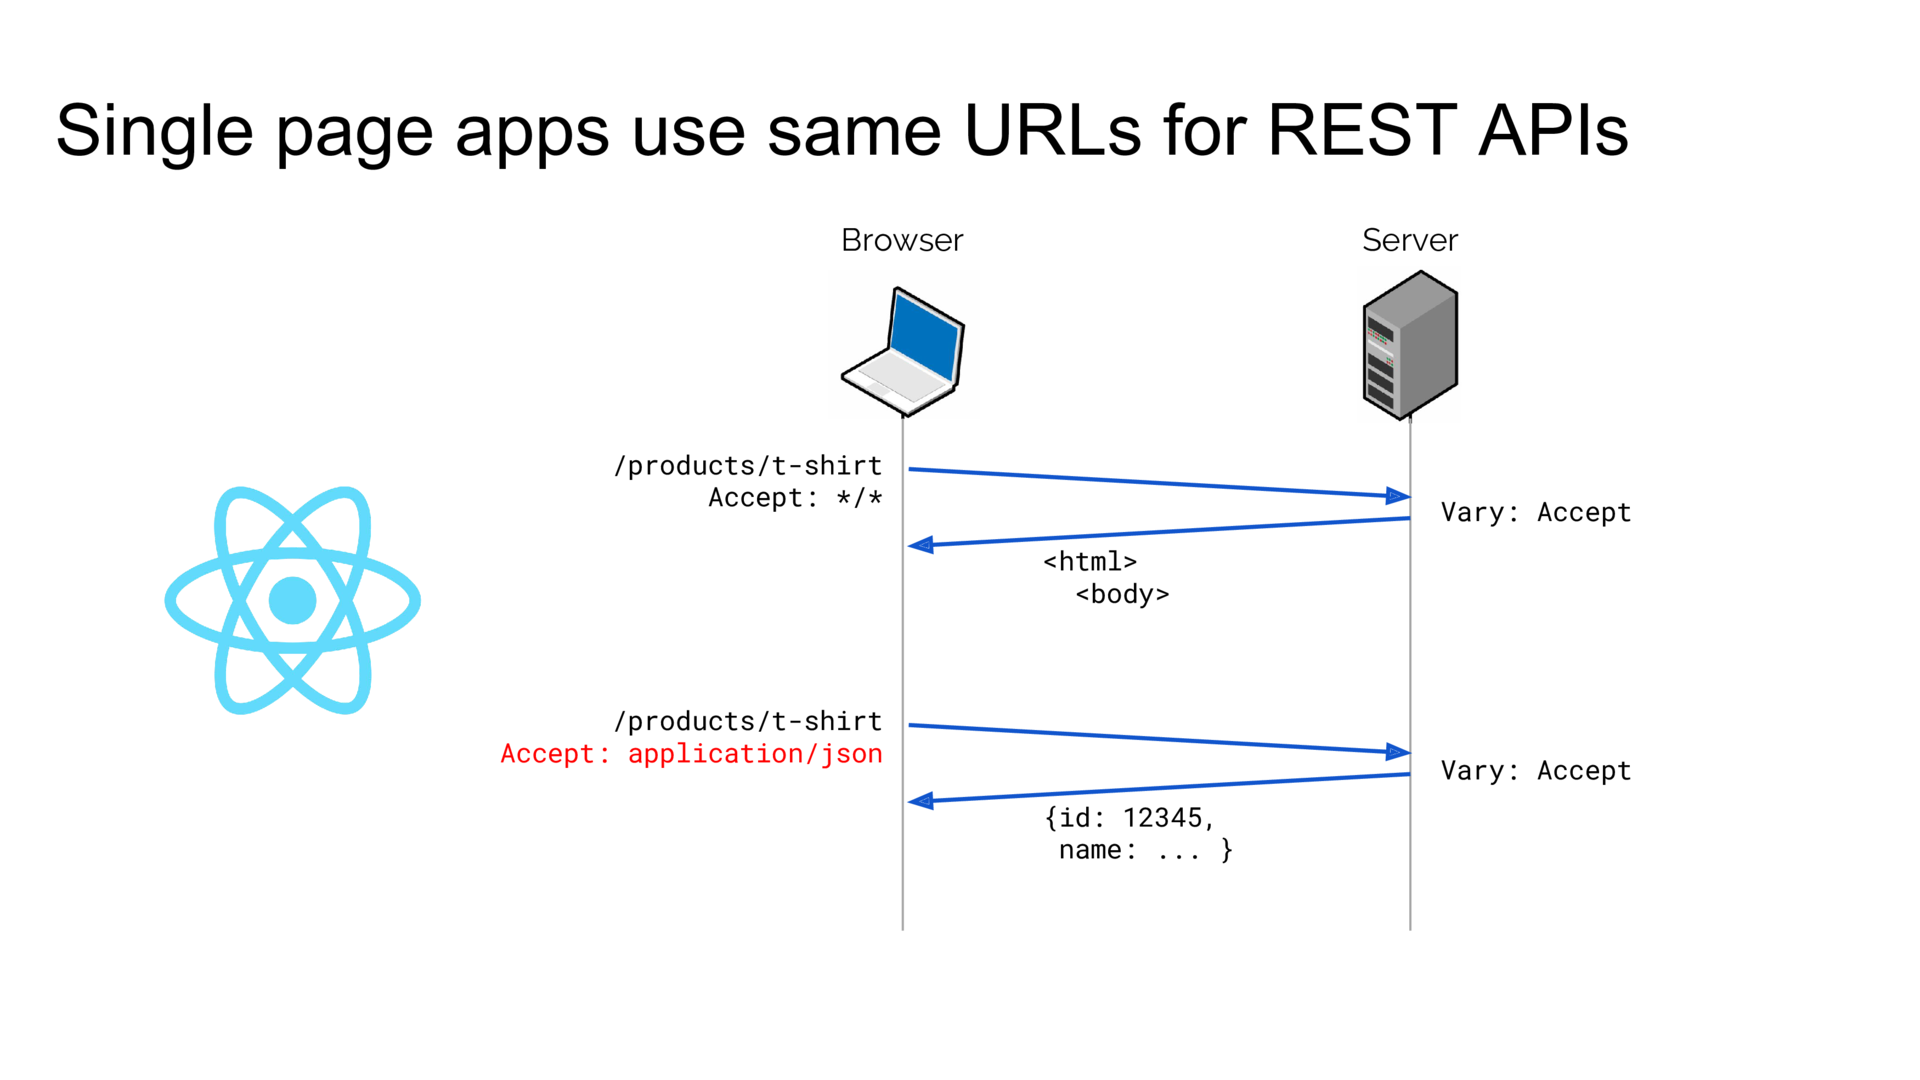 Single page apps use same URLs for REST APIs
Browser
Server
/products/t-shirt
Accept: */*
Vary: Accept
<html>
<body>
/products/t-shirt
Accept: application/json
Vary: Accept
{id: 12345,
name: ... }